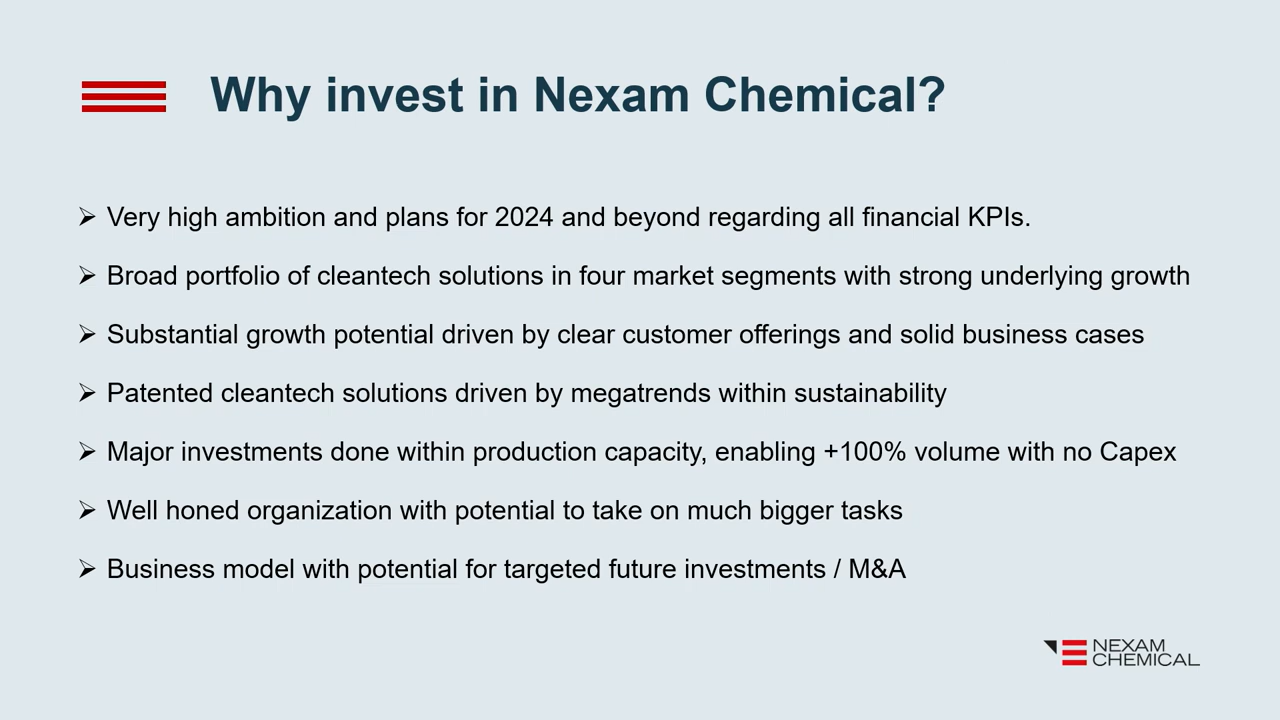 Why invest in Nexam Chemical?
➢ Very high ambition and plans for 2024 and beyond regarding all financial KPIs.
➢ Broad portfolio of cleantech solutions in four market segments with strong underlying growth
➢ Substantial growth potential driven by clear customer offerings and solid business cases
➢ Patented cleantech solutions driven by megatrends within sustainability
➢ Major investments done within production capacity, enabling +100% volume with no Capex
➢ Well honed organization with potential to take on much bigger tasks
➢ Business model with potential for targeted future investments / M&A
NEXAM
CHEMICAL